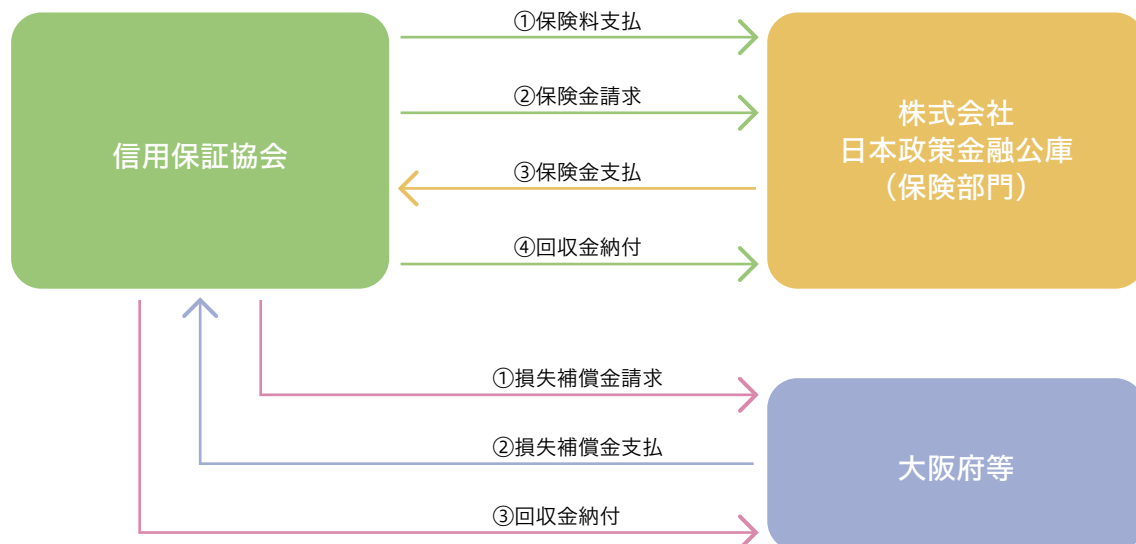 信用保証協会
①保険料支払
②保険金請求
③保険金支払
④回収金納付
株式会社
日本政策金融公庫
（保険部門）
①損失補償金請求
②損失補償金支払
③回収金納付
大阪府等